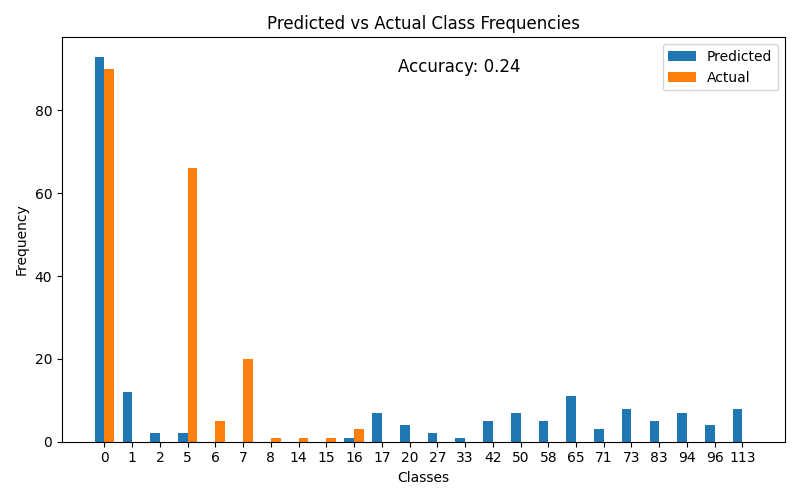 Predicted vs Actual Class Frequencies
Accuracy: 0.24
Predicted
Actual
Frequency
80
60
40
20
0
0 1 2 5 6 7 8 14 15 16 17 20 27 33 42 50 58 65 71 73 83 94 96 113
Classes